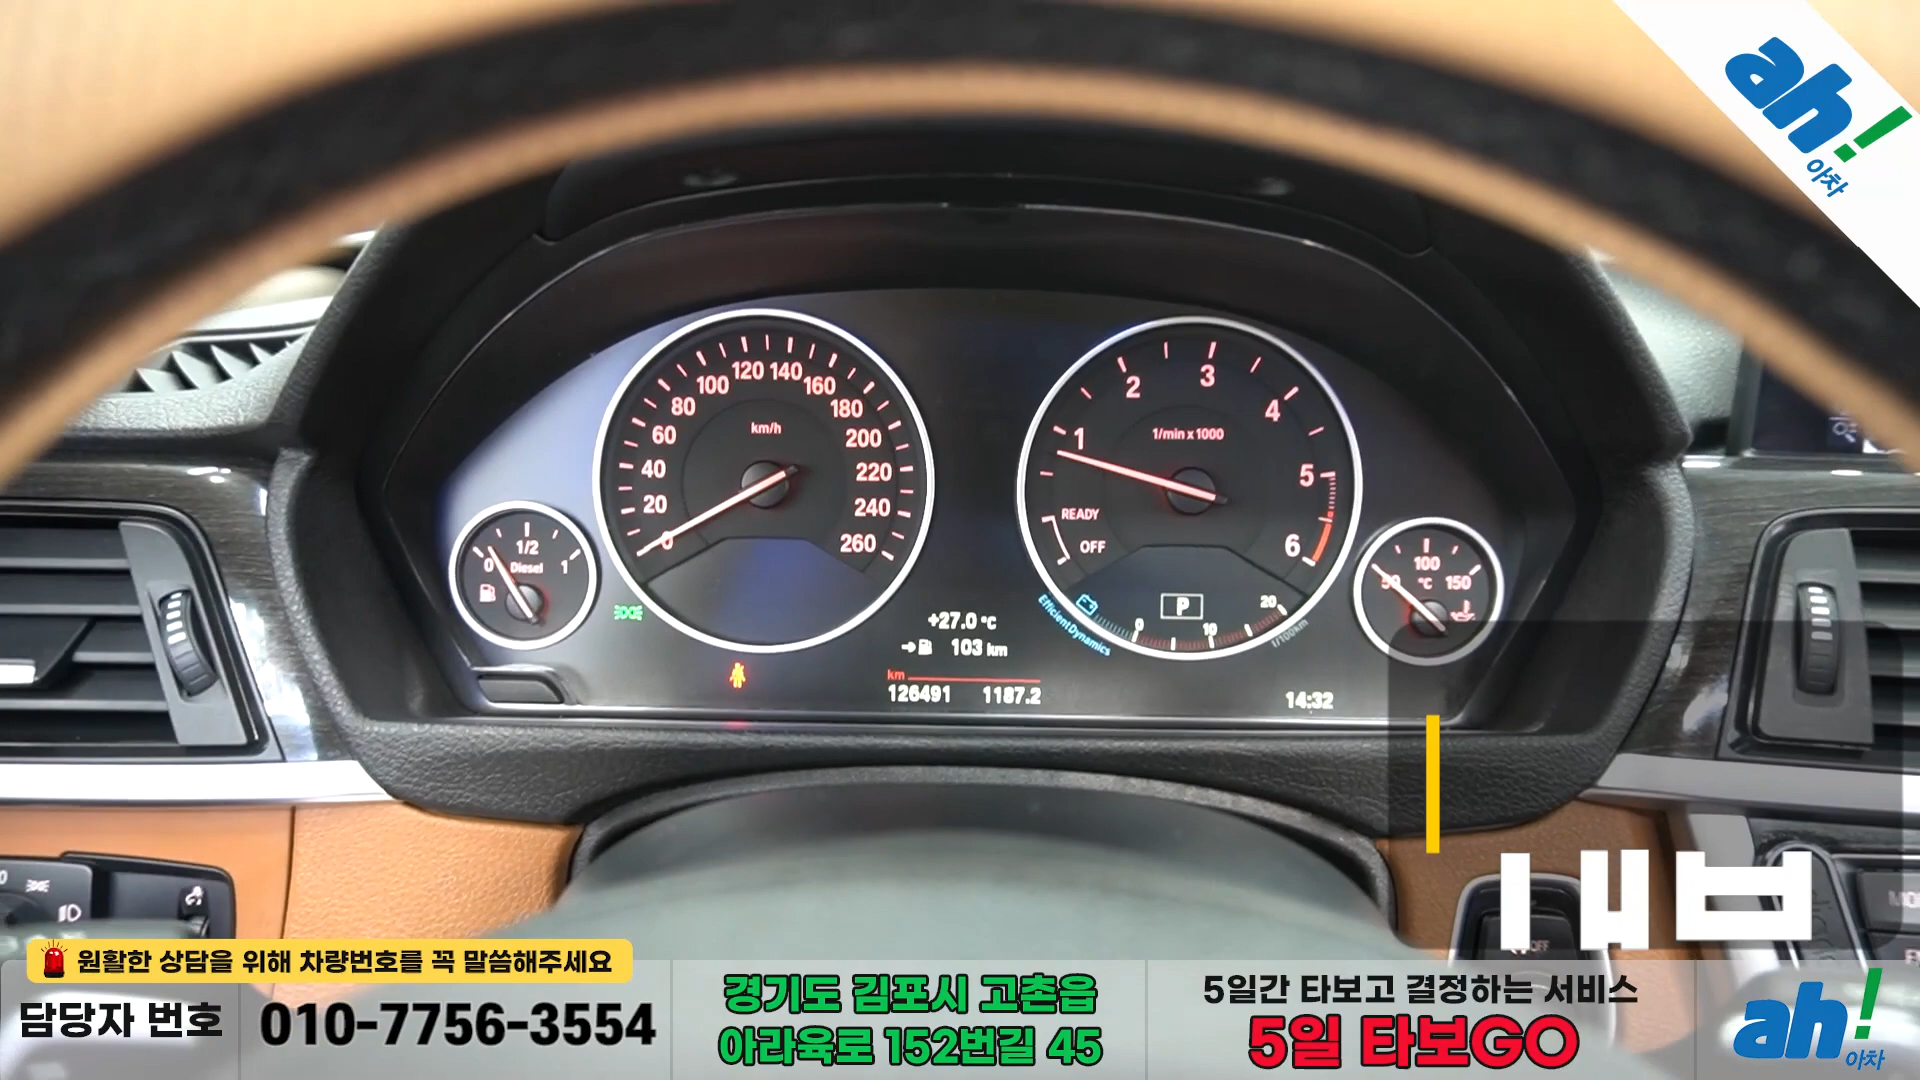 ah!
아차
20
40
60
80
100
120
140
160
180
200
220
240
260
km/h
0
1/2
1
Diesel
1
2
3
4
5
6
1/min x 1000
READY
OFF
EfficientDynamics
P
0
10
20
l/100km
100
150
°C
+27.0 °C
103 km
km
126491 1187.2
14:32
내부
OFF
원활한 상담을 위해 차량번호를 꼭 말씀해주세요
담당자 번호
010-7756-3554
경기도 김포시 고촌읍
아라육로 152번길 45
5일간 타보고 결정하는 서비스
5일 타보GO
ah!
아차